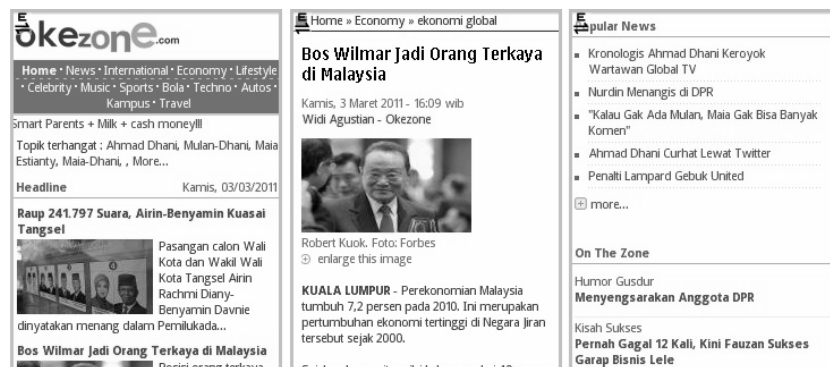 okezone.com
Home • News • International • Economy • Lifestyle
• Celebrity • Music • Sports • Bola • Techno • Autos •
Kampus • Travel
Smart Parents + Milk + cash money!!!
Topik terhangat : Ahmad Dhani, Mulan-Dhani, Maia
Estianty, Maia-Dhani, , More...
Headline
Kamis, 03/03/2011
Raup 241.797 Suara, Airin-Benyamin Kuasai
Tangsel
Pasangan calon Wali
Kota dan Wakil Wali
Kota Tangsel Airin
Rachmi Diany-
Benyamin Davnie
dinyatakan menang dalam Pemilukada...
Bos Wilmar Jadi Orang Terkaya di Malaysia
Home » Economy » ekonomi global
Bos Wilmar Jadi Orang Terkaya
di Malaysia
Kamis, 3 Maret 2011 - 16:09 wib
Widi Agustian - Okezone
Robert Kuok. Foto: Forbes
enlarge this image
KUALA LUMPUR - Perekonomian Malaysia
tumbuh 7,2 persen pada 2010. Ini merupakan
pertumbuhan ekonomi tertinggi di Negara Jiran
tersebut sejak 2000.
pular News
Kronologis Ahmad Dhani Keroyok
Wartawan Global TV
Nurdin Menangis di DPR
"Kalau Gak Ada Mulan, Maia Gak Bisa Banyak
Komen"
Ahmad Dhani Curhat Lewat Twitter
Penalti Lampard Gebuk United
more...
On The Zone
Humor Gusdur
Menyengsarakan Anggota DPR
Kisah Sukses
Pernah Gagal 12 Kali, Kini Fauzan Sukses
Garap Bisnis Lele